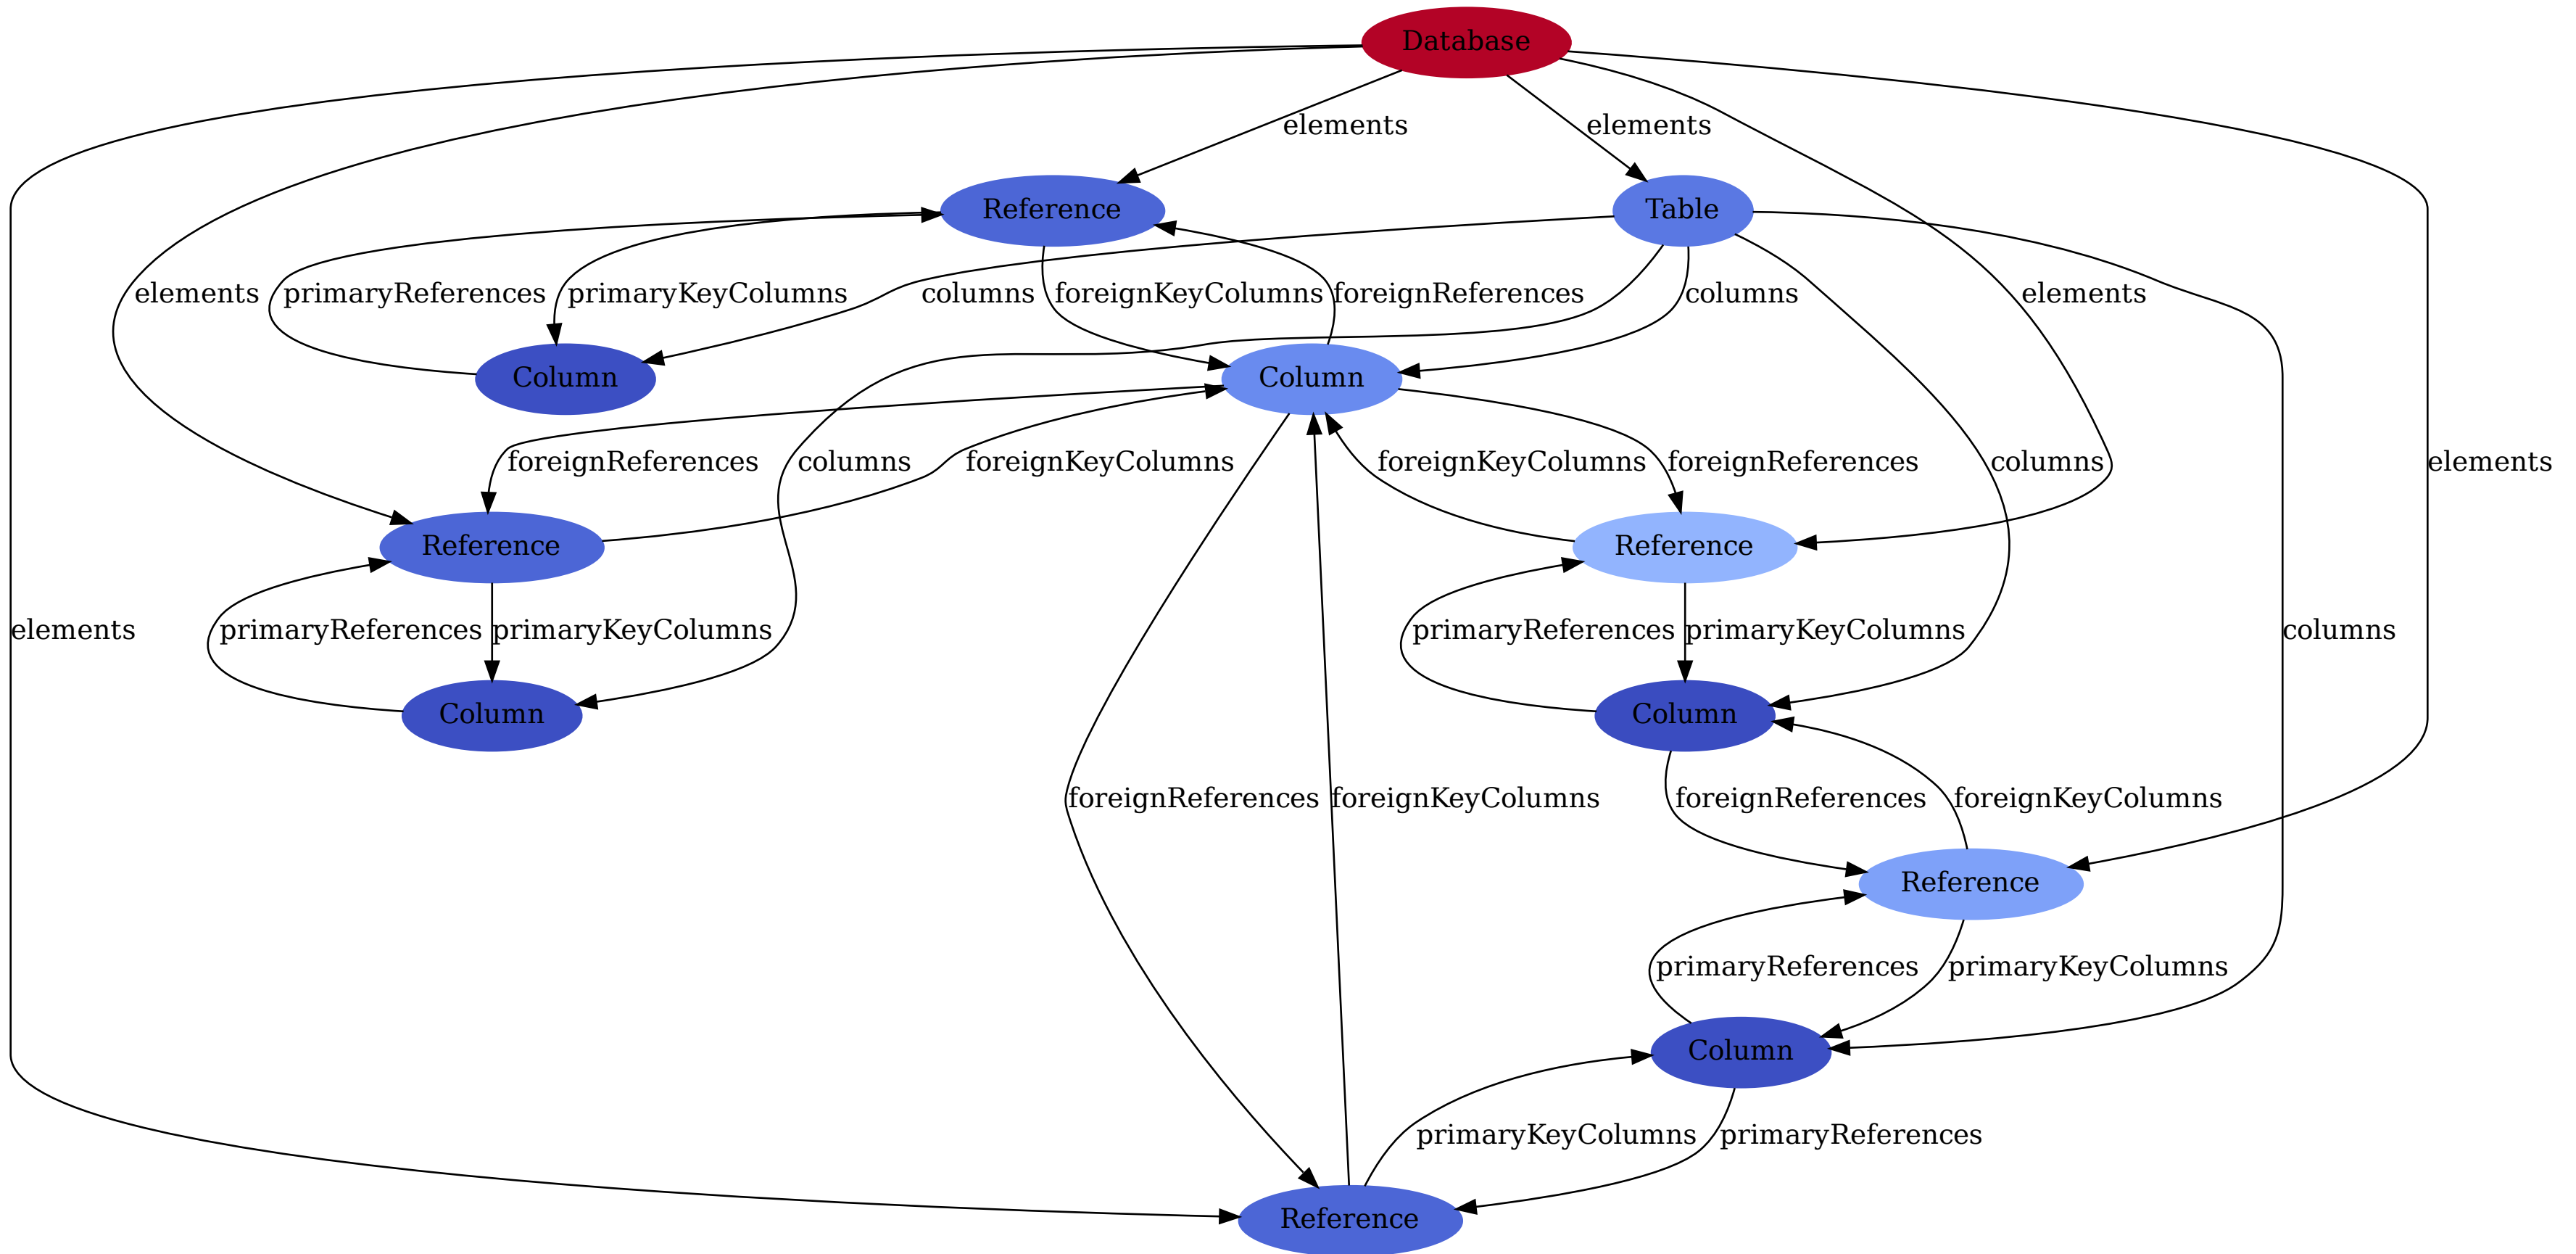 Database
elements
elements
Reference
Table
elements
primaryReferences
primaryKeyColumns
columns
foreignKeyColumns
foreignReferences
columns
elements
Column
Column
foreignReferences
columns
foreignKeyColumns
foreignKeyColumns
foreignReferences
columns
elements
Reference
Reference
elements
primaryReferences
primaryKeyColumns
primaryReferences
primaryKeyColumns
columns
Column
Column
foreignReferences
foreignKeyColumns
foreignReferences
foreignKeyColumns
Reference
primaryReferences
primaryKeyColumns
Column
primaryKeyColumns
primaryReferences
Reference